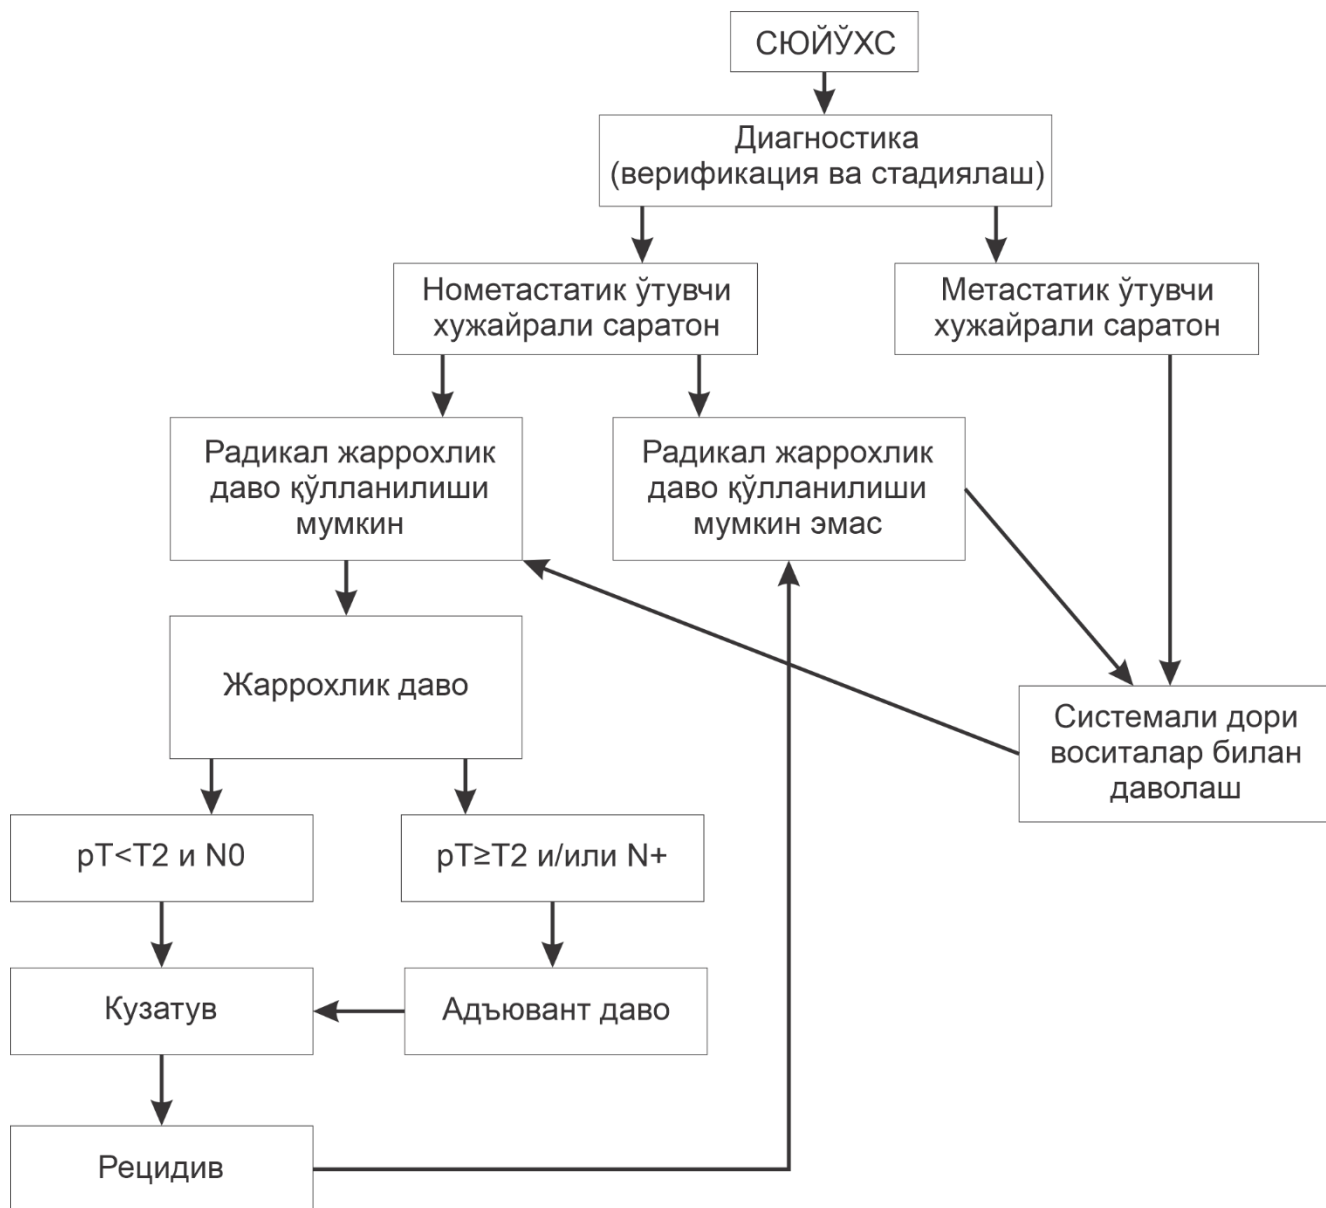 СЮЙЎХС
Диагностика
(верификация ва стадиялаш)
Нометастатик ўтувчи
хужайрали саратон
Метастатик ўтувчи
хужайрали саратон
Радикал жаррохлик
даво қўлланилиши
мумкин
Радикал жаррохлик
даво қўлланилиши
мумкин эмас
Жаррохлик даво
Системали дори
воситалар билан
даволаш
pT<T2 и N0
pT≥T2 и/или N+
Кузатув
Адъювант даво
Рецидив